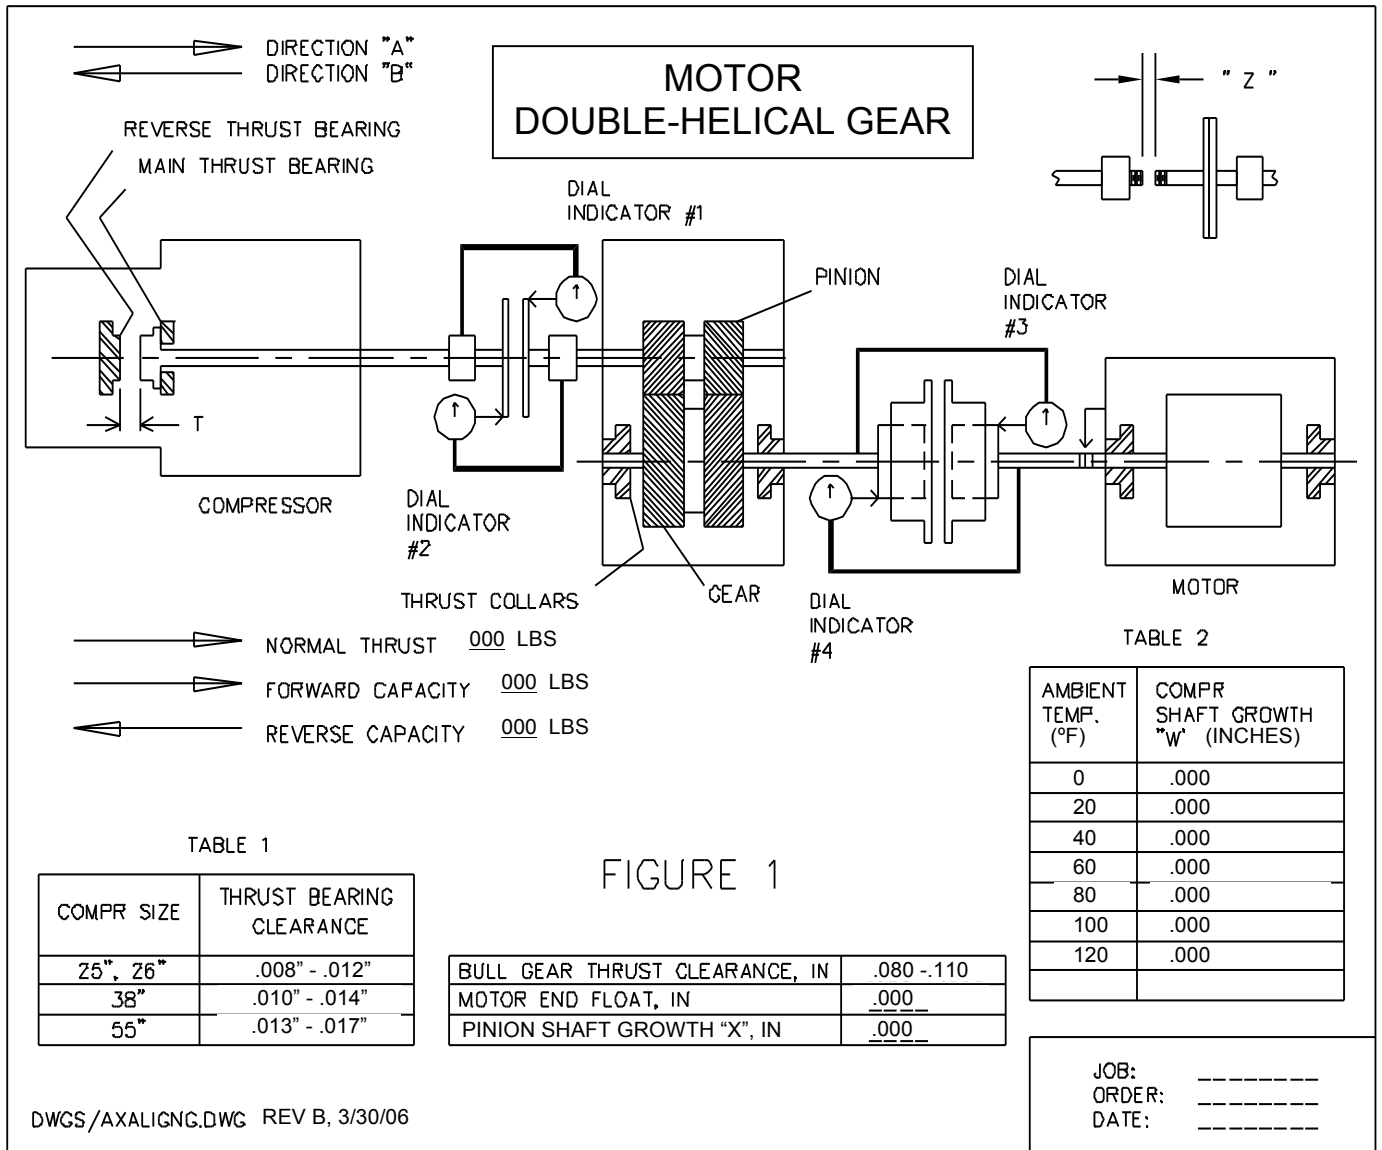 DIRECTION "A"
DIRECTION "B"
MOTOR
DOUBLE-HELICAL GEAR
" Z "
REVERSE THRUST BEARING
MAIN THRUST BEARING
DIAL
INDICATOR #1
PINION
DIAL
INDICATOR
#3
T
COMPRESSOR
DIAL
INDICATOR
#2
THRUST COLLARS
GEAR
DIAL
INDICATOR
#4
MOTOR
NORMAL THRUST 000 LBS
FORWARD CAPACITY 000 LBS
REVERSE CAPACITY 000 LBS
TABLE 2
AMBIENT TEMP. (°F)
COMPR SHAFT GROWTH "W' (INCHES)
0 .000
20 .000
40 .000
60 .000
80 .000
100 .000
120 .000
TABLE 1
COMPR SIZE
THRUST BEARING CLEARANCE
25", 26" .008" - .012"
38" .010" - .014"
55" .013" - .017"
FIGURE 1
BULL GEAR THRUST CLEARANCE, IN .080 -.110
MOTOR END FLOAT, IN .000
PINION SHAFT GROWTH "X", IN .000
JOB: ________
ORDER: ________
DATE: ________
DWGS/AXALIGNG.DWG REV B, 3/30/06